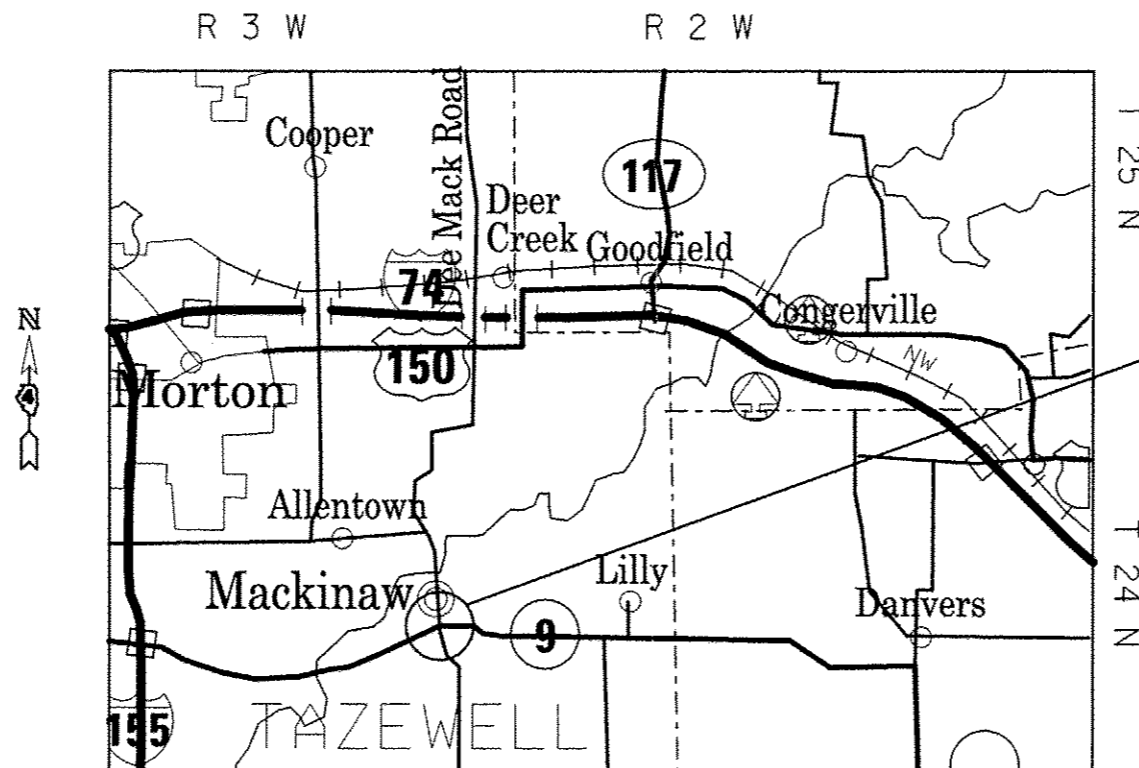 R 3 W
R 2 W
T 25 N
Dee Mack Road
Cooper
117
Deer
Creek
Goodfield
74
Congerville
N
150
NW
4
Morton
Allentown
Mackinaw
Lilly
Danvers
T 24 N
9
155
TAZEWELL